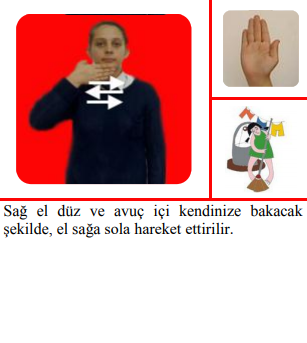 Sağ el düz ve avuç içi kendinize bakacak
şekilde, el sağa sola hareket ettirilir.